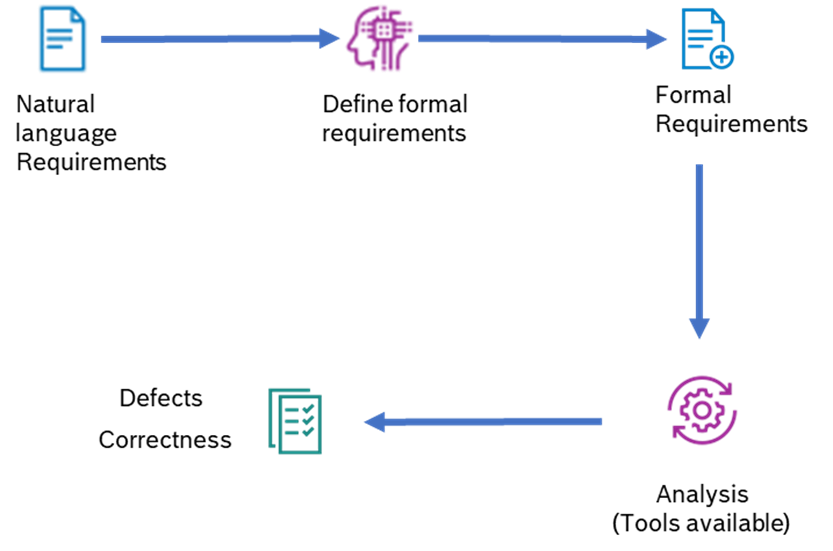 Natural
language
Requirements
Define formal
requirements
Formal
Requirements
Defects
Correctness
Analysis
(Tools available)